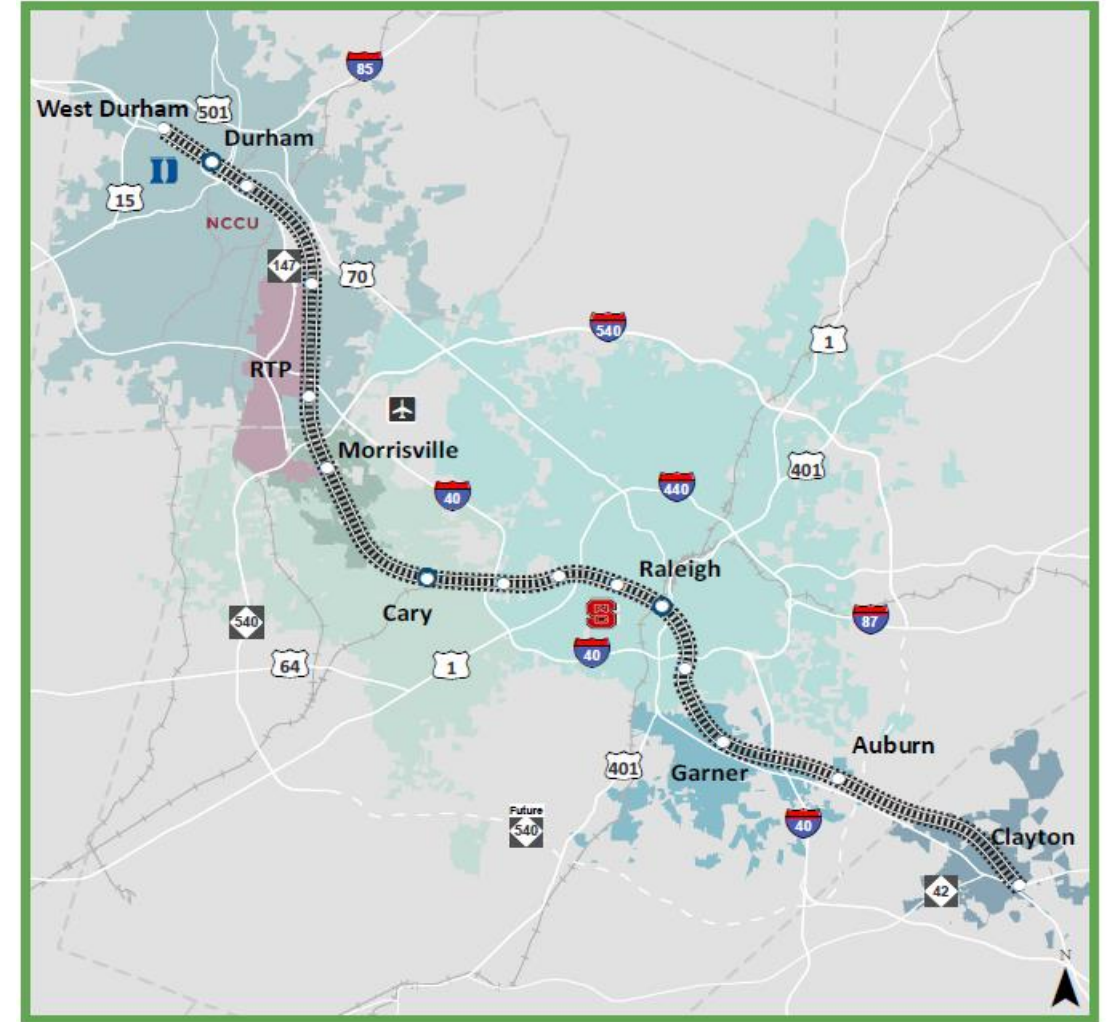 85
West Durham
501
Durham
15
NCCU
147
70
540
1
RTP
Morrisville
401
40
440
Raleigh
Cary
S
540
87
40
64
1
Auburn
401
Garner
Future
540
40
Clayton
42
N